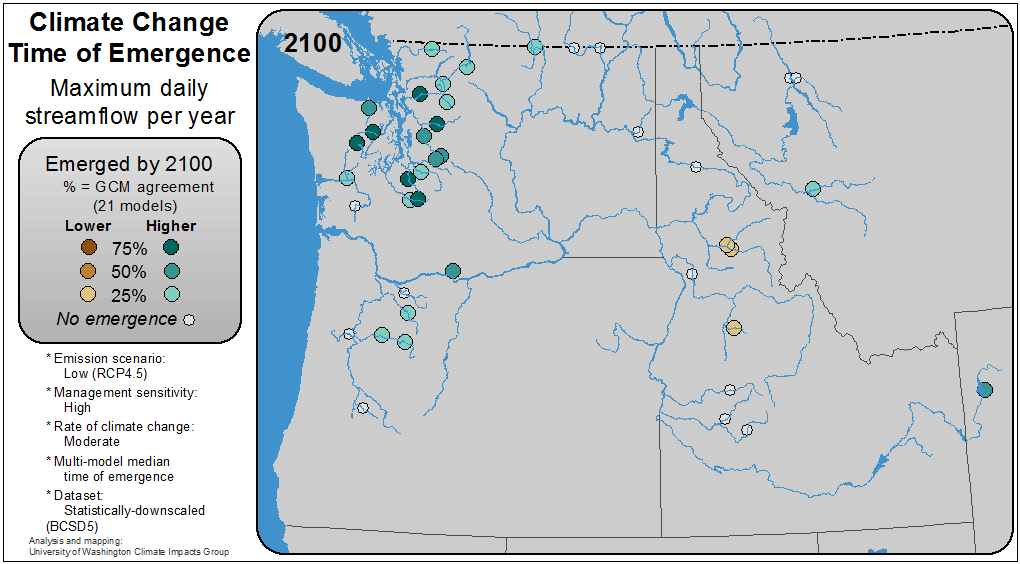 Climate Change
Time of Emergence
Maximum daily
streamflow per year
Emerged by 2100
% = GCM agreement
(21 models)
Lower Higher
75%
50%
25%
No emergence
* Emission scenario:
Low (RCP4.5)
* Management sensitivity:
High
* Rate of climate change:
Moderate
* Multi-model median
time of emergence
* Dataset:
Statistically-downscaled
(BCSD5)
Analysis and mapping:
University of Washington Climate Impacts Group
2100